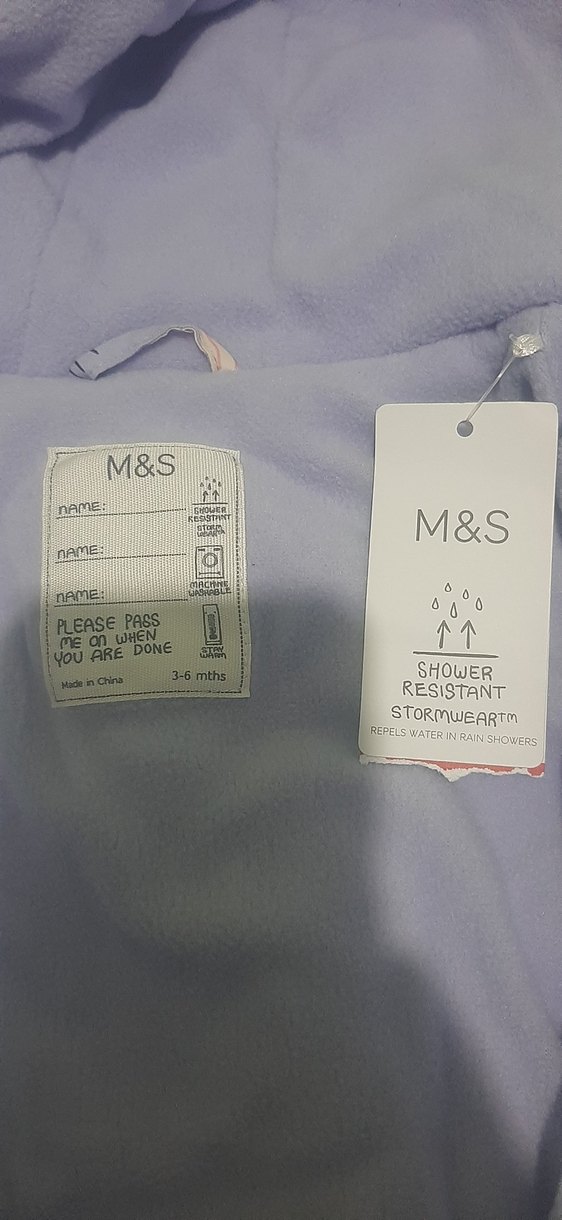 M&S
NAME:
NAME:
NAME:
SHOWER
RESISTANT
STORM
WEAR™
MACHINE
WASHABLE
STAY
WARM
PLEASE PASS
ME ON WHEN
YOU ARE DONE
Made in China
3-6 mths
M&S
SHOWER
RESISTANT
STORMWEAR™
REPELS WATER IN RAIN SHOWERS